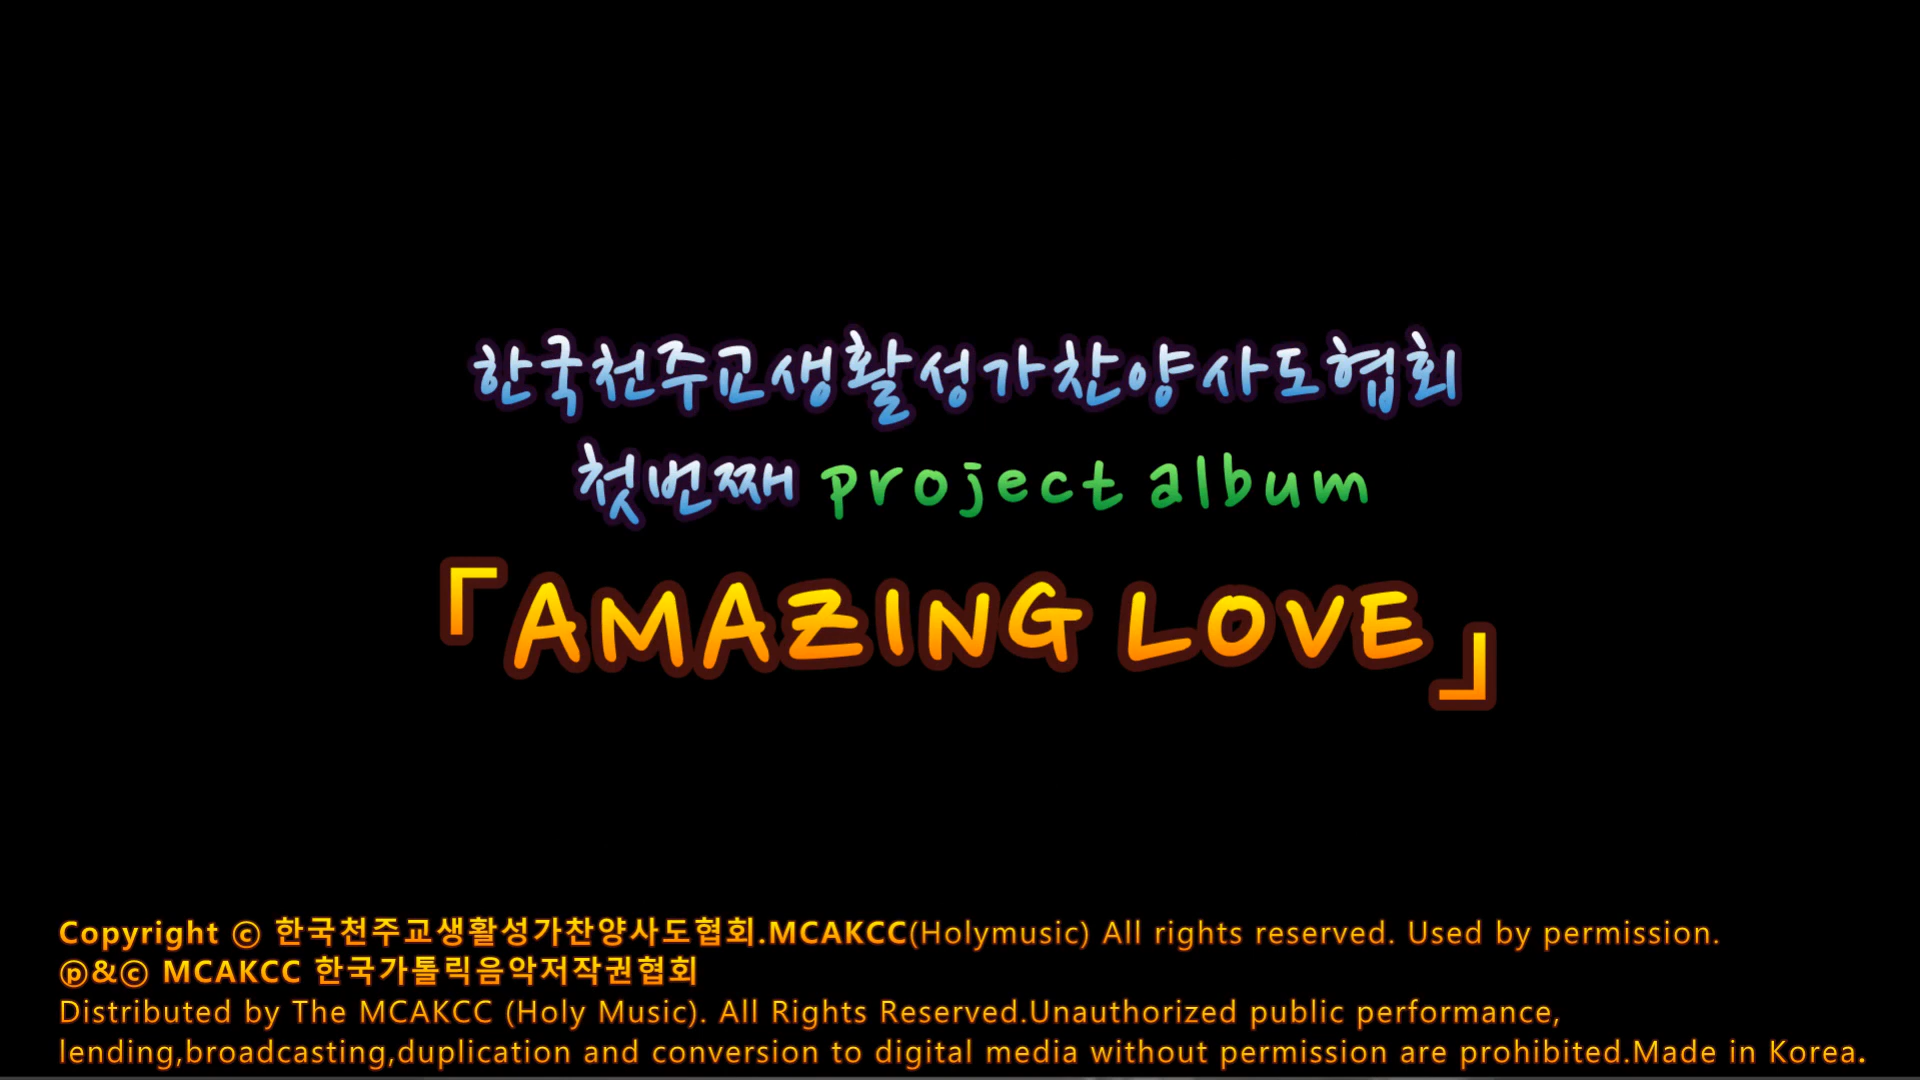 한국천주교생활성가찬양사도협회
첫번째 project album
「AMAZING LOVE」
Copyright © 한국천주교생활성가찬양사도협회.MCAKCC(Holymusic) All rights reserved. Used by permission.
ⓟ&ⓒ MCAKCC 한국가톨릭음악저작권협회
Distributed by The MCAKCC (Holy Music). All Rights Reserved.Unauthorized public performance,
lending,broadcasting,duplication and conversion to digital media without permission are prohibited.Made in Korea.